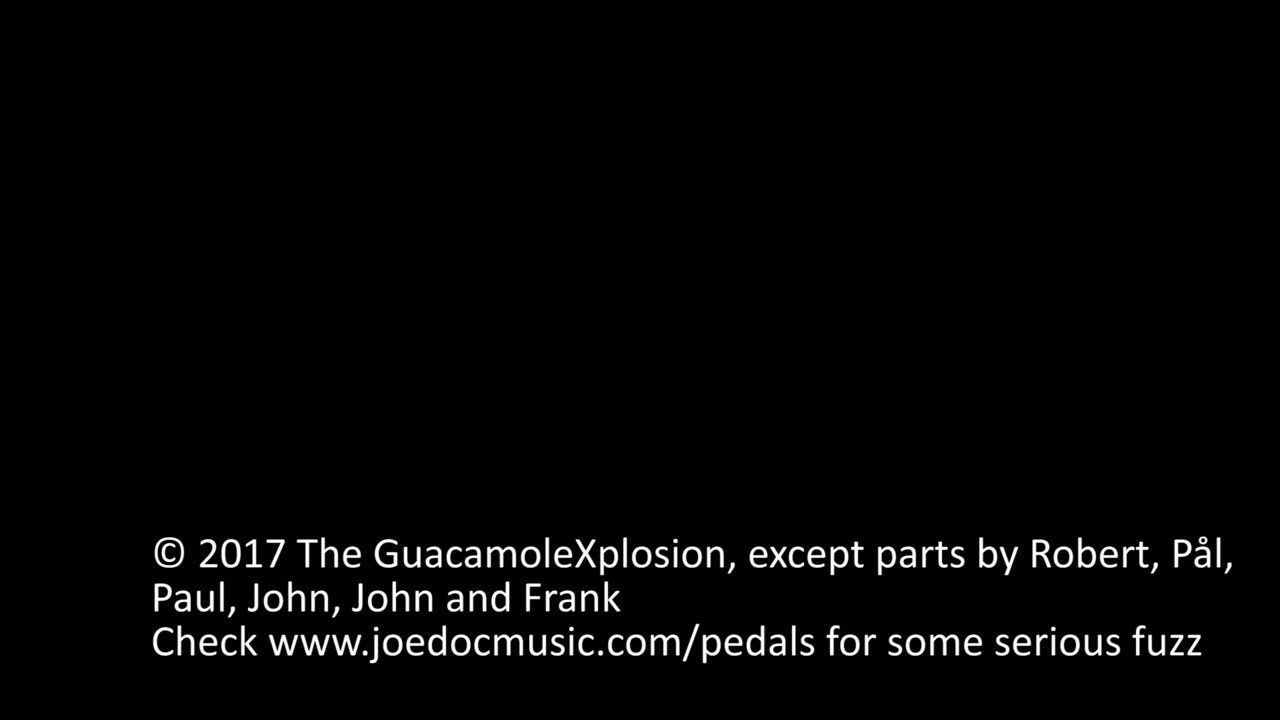 © 2017 The GuacamoleXplosion, except parts by Robert, Pål,
Paul, John, John and Frank
Check www.joedocmusic.com/pedals for some serious fuzz